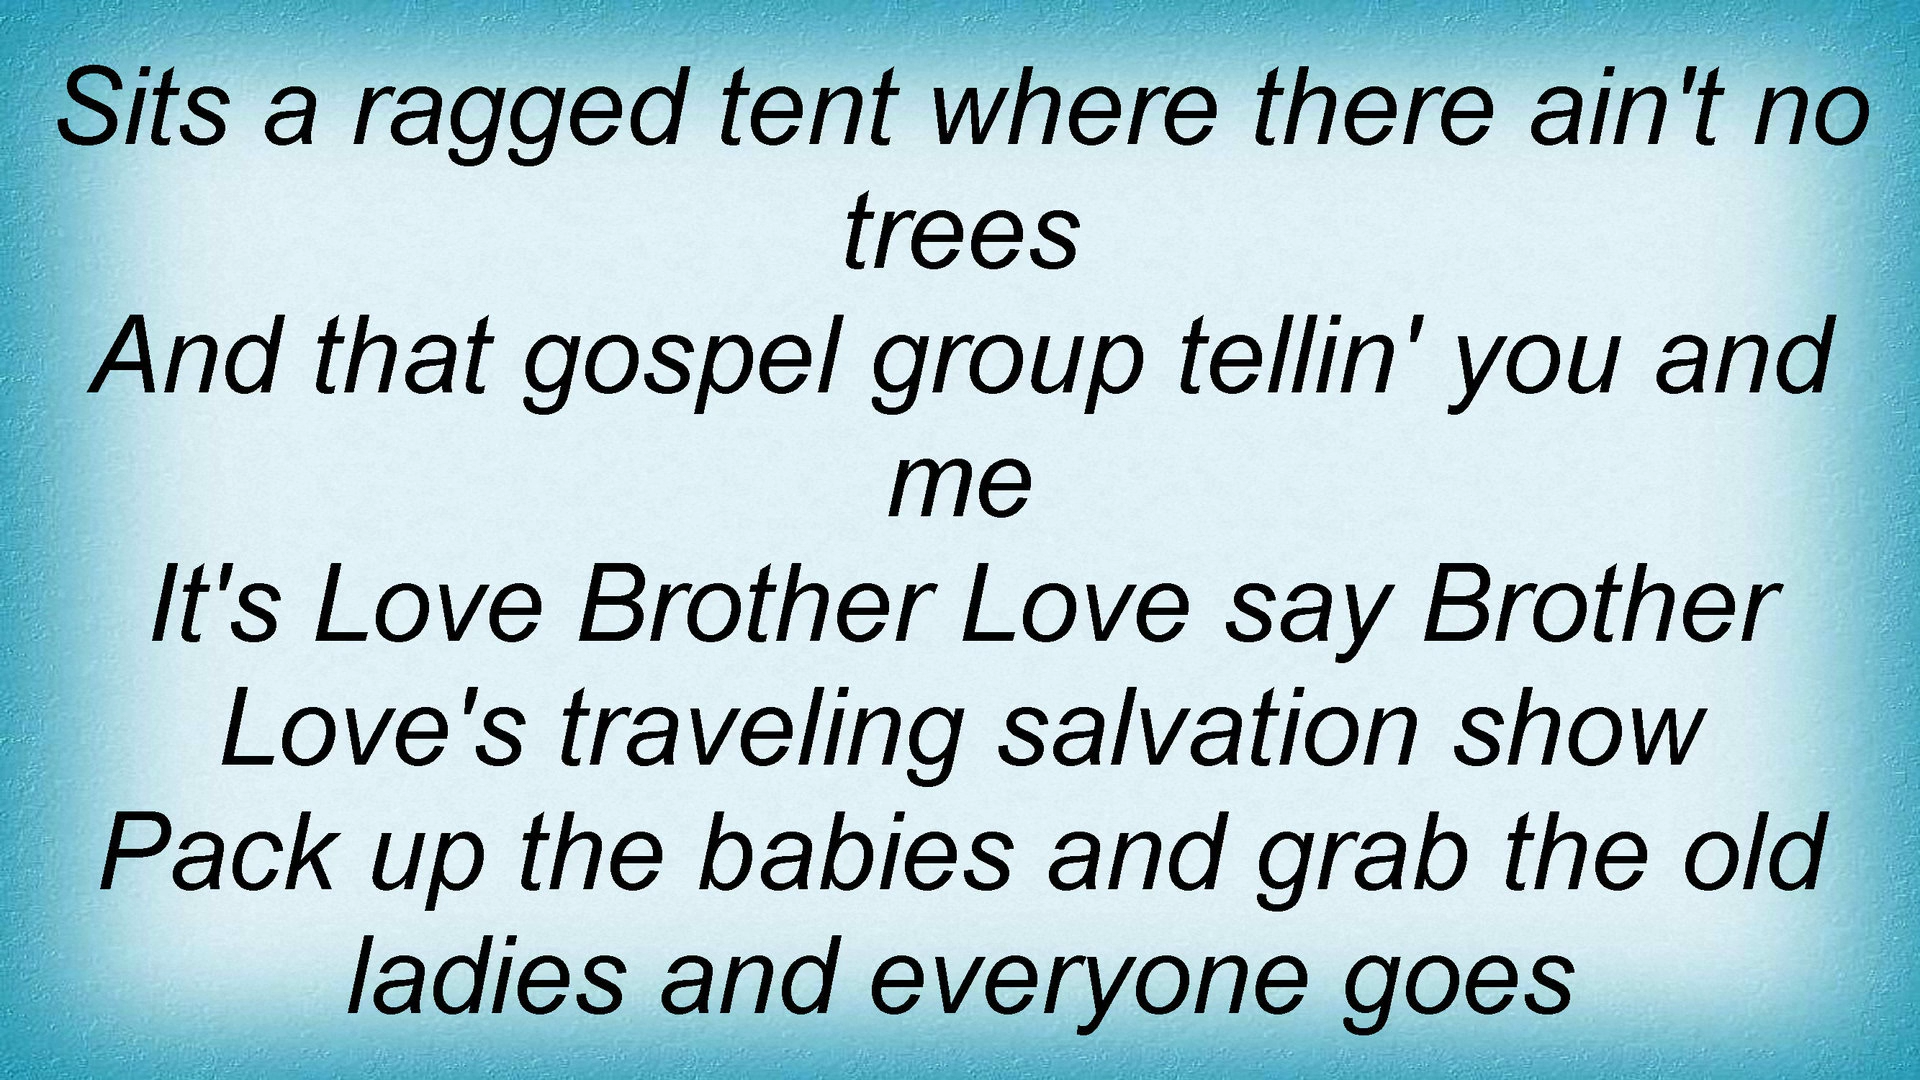 Sits a ragged tent where there ain't no
trees
And that gospel group tellin' you and
me
It's Love Brother Love say Brother
Love's traveling salvation show
Pack up the babies and grab the old
ladies and everyone goes